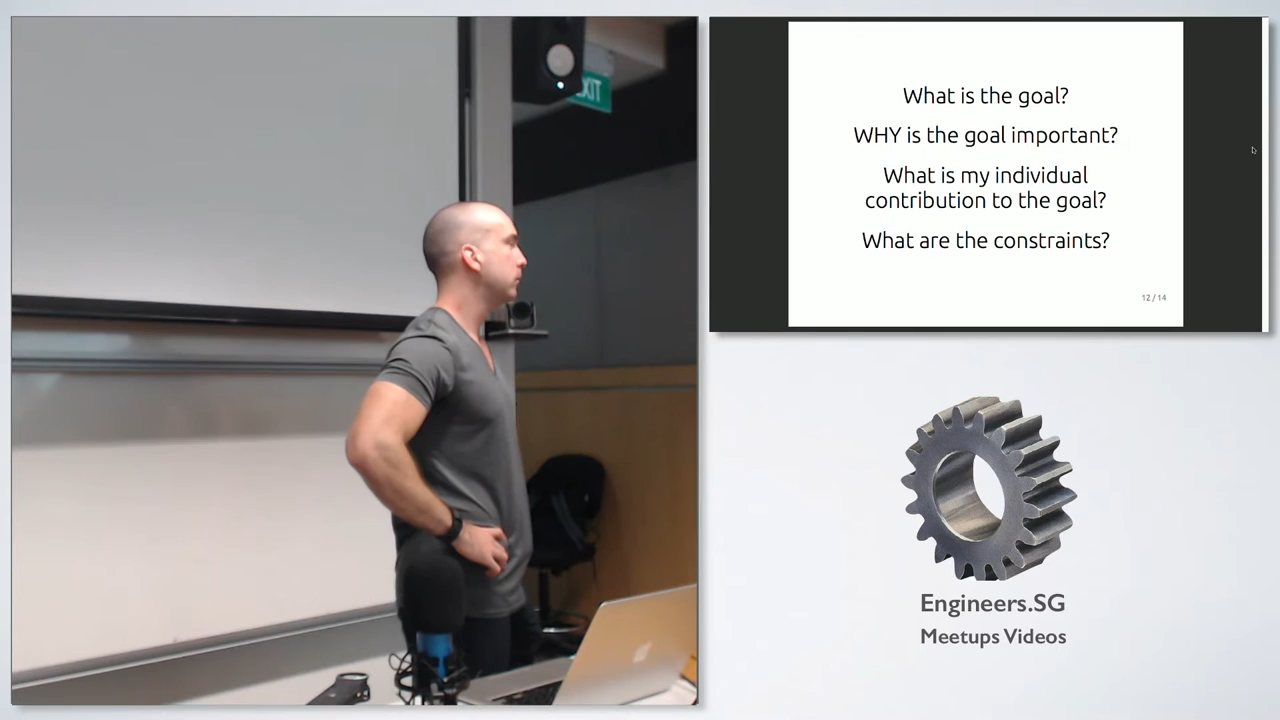 EXIT
What is the goal?
WHY is the goal important?
What is my individual
contribution to the goal?
What are the constraints?
12 / 14
Engineers.SG
Meetups Videos